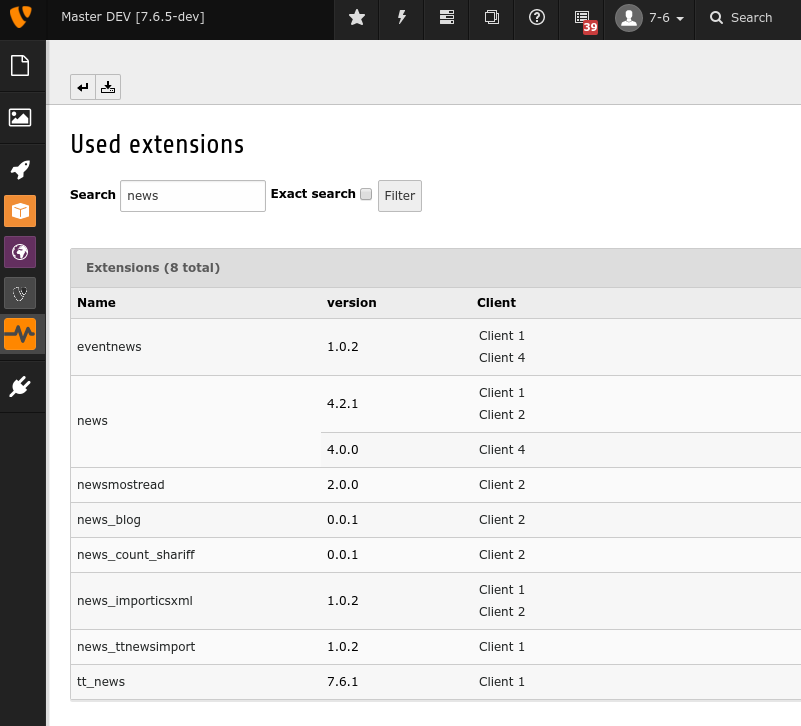 Master DEV [7.6.5-dev]
39
7-6
Search
Used extensions
Search news Exact search Filter
Extensions (8 total)
Name version Client
eventnews 1.0.2 Client 1
Client 4
news 4.2.1 Client 1
Client 2
4.0.0 Client 4
newsmostread 2.0.0 Client 2
news_blog 0.0.1 Client 2
news_count_shariff 0.0.1 Client 2
news_importicsxml 1.0.2 Client 1
Client 2
news_ttnewsimport 1.0.2 Client 1
tt_news 7.6.1 Client 1